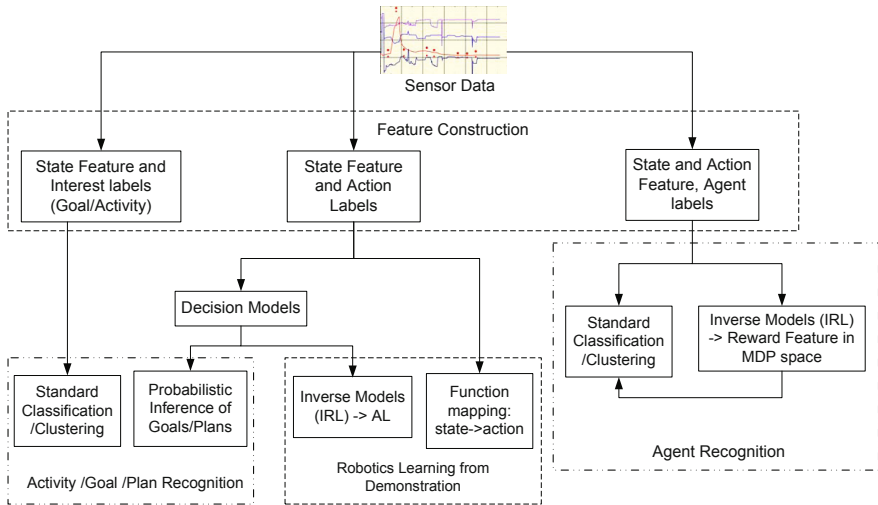 Sensor Data
Feature Construction
State Feature and
Interest labels
(Goal/Activity)
State Feature
and Action
Labels
State and Action
Feature, Agent
labels
Decision Models
Standard
Classification
/Clustering
Inverse Models (IRL)
-> Reward Feature in
MDP space
Standard
Classification
/Clustering
Probabilistic
Inference of
Goals/Plans
Inverse Models
(IRL) -> AL
Function
mapping:
state->action
Agent Recognition
Activity /Goal /Plan Recognition
Robotics Learning from
Demonstration